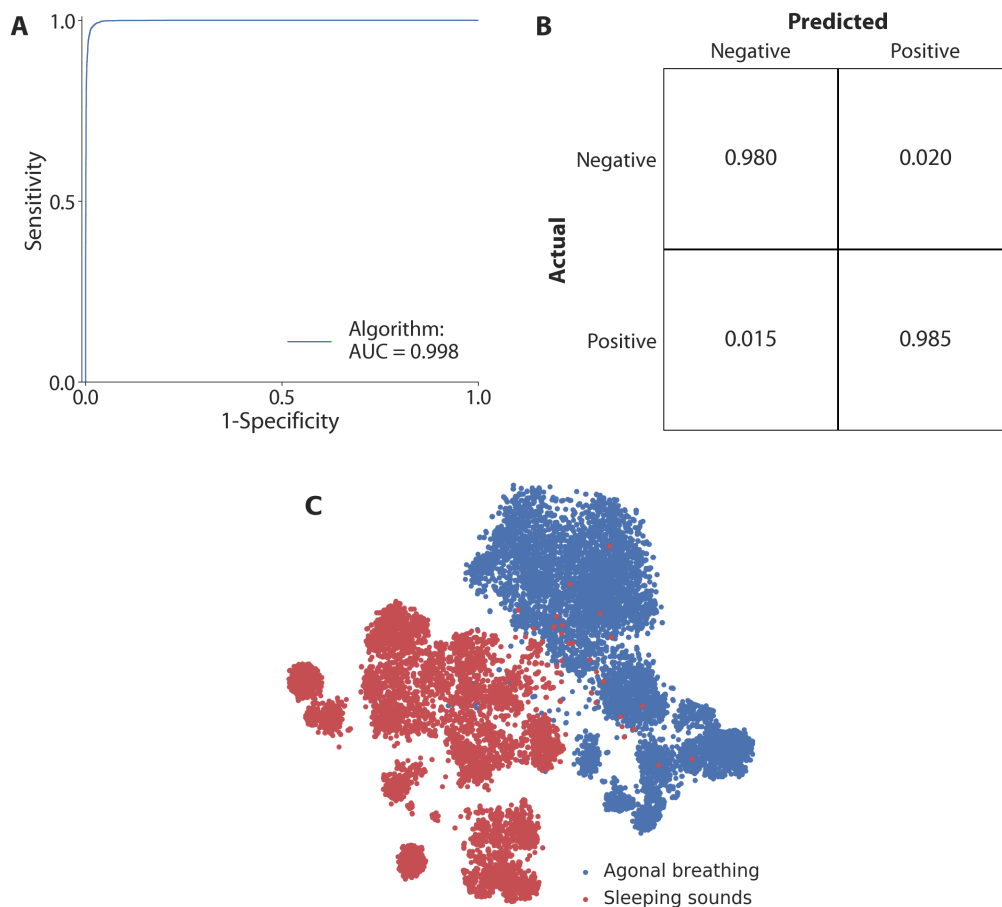 A
1.0
0.5
0.0
Sensitivity
0.0
0.5
1.0
1-Specificity
Algorithm:
AUC = 0.998
B
Predicted
Negative Positive
Actual
Negative 0.980 0.020
Positive 0.015 0.985
C
Agonal breathing
Sleeping sounds